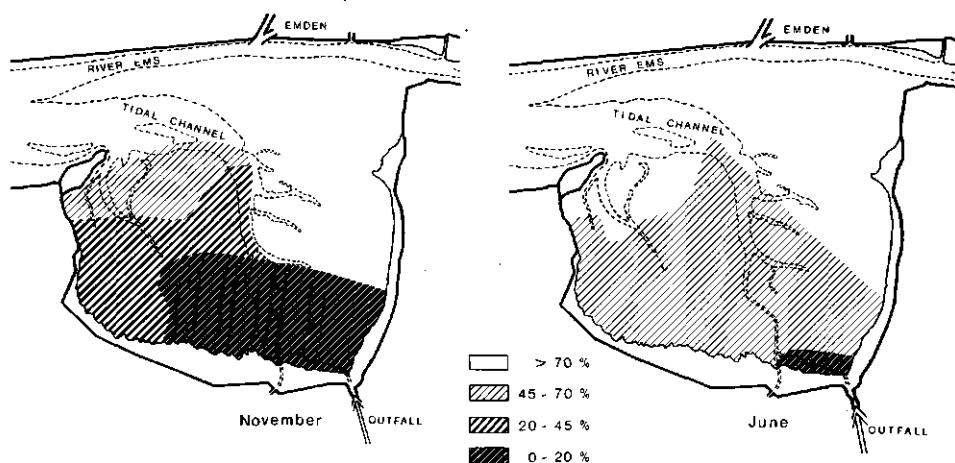 EMDEN
RIVER EMS
TIDAL CHANNEL
November
OUTFALL
> 70 %
45 - 70 %
20 - 45 %
0 - 20 %
EMDEN
RIVER EMS
TIDAL CHANNEL
June
OUTFALL